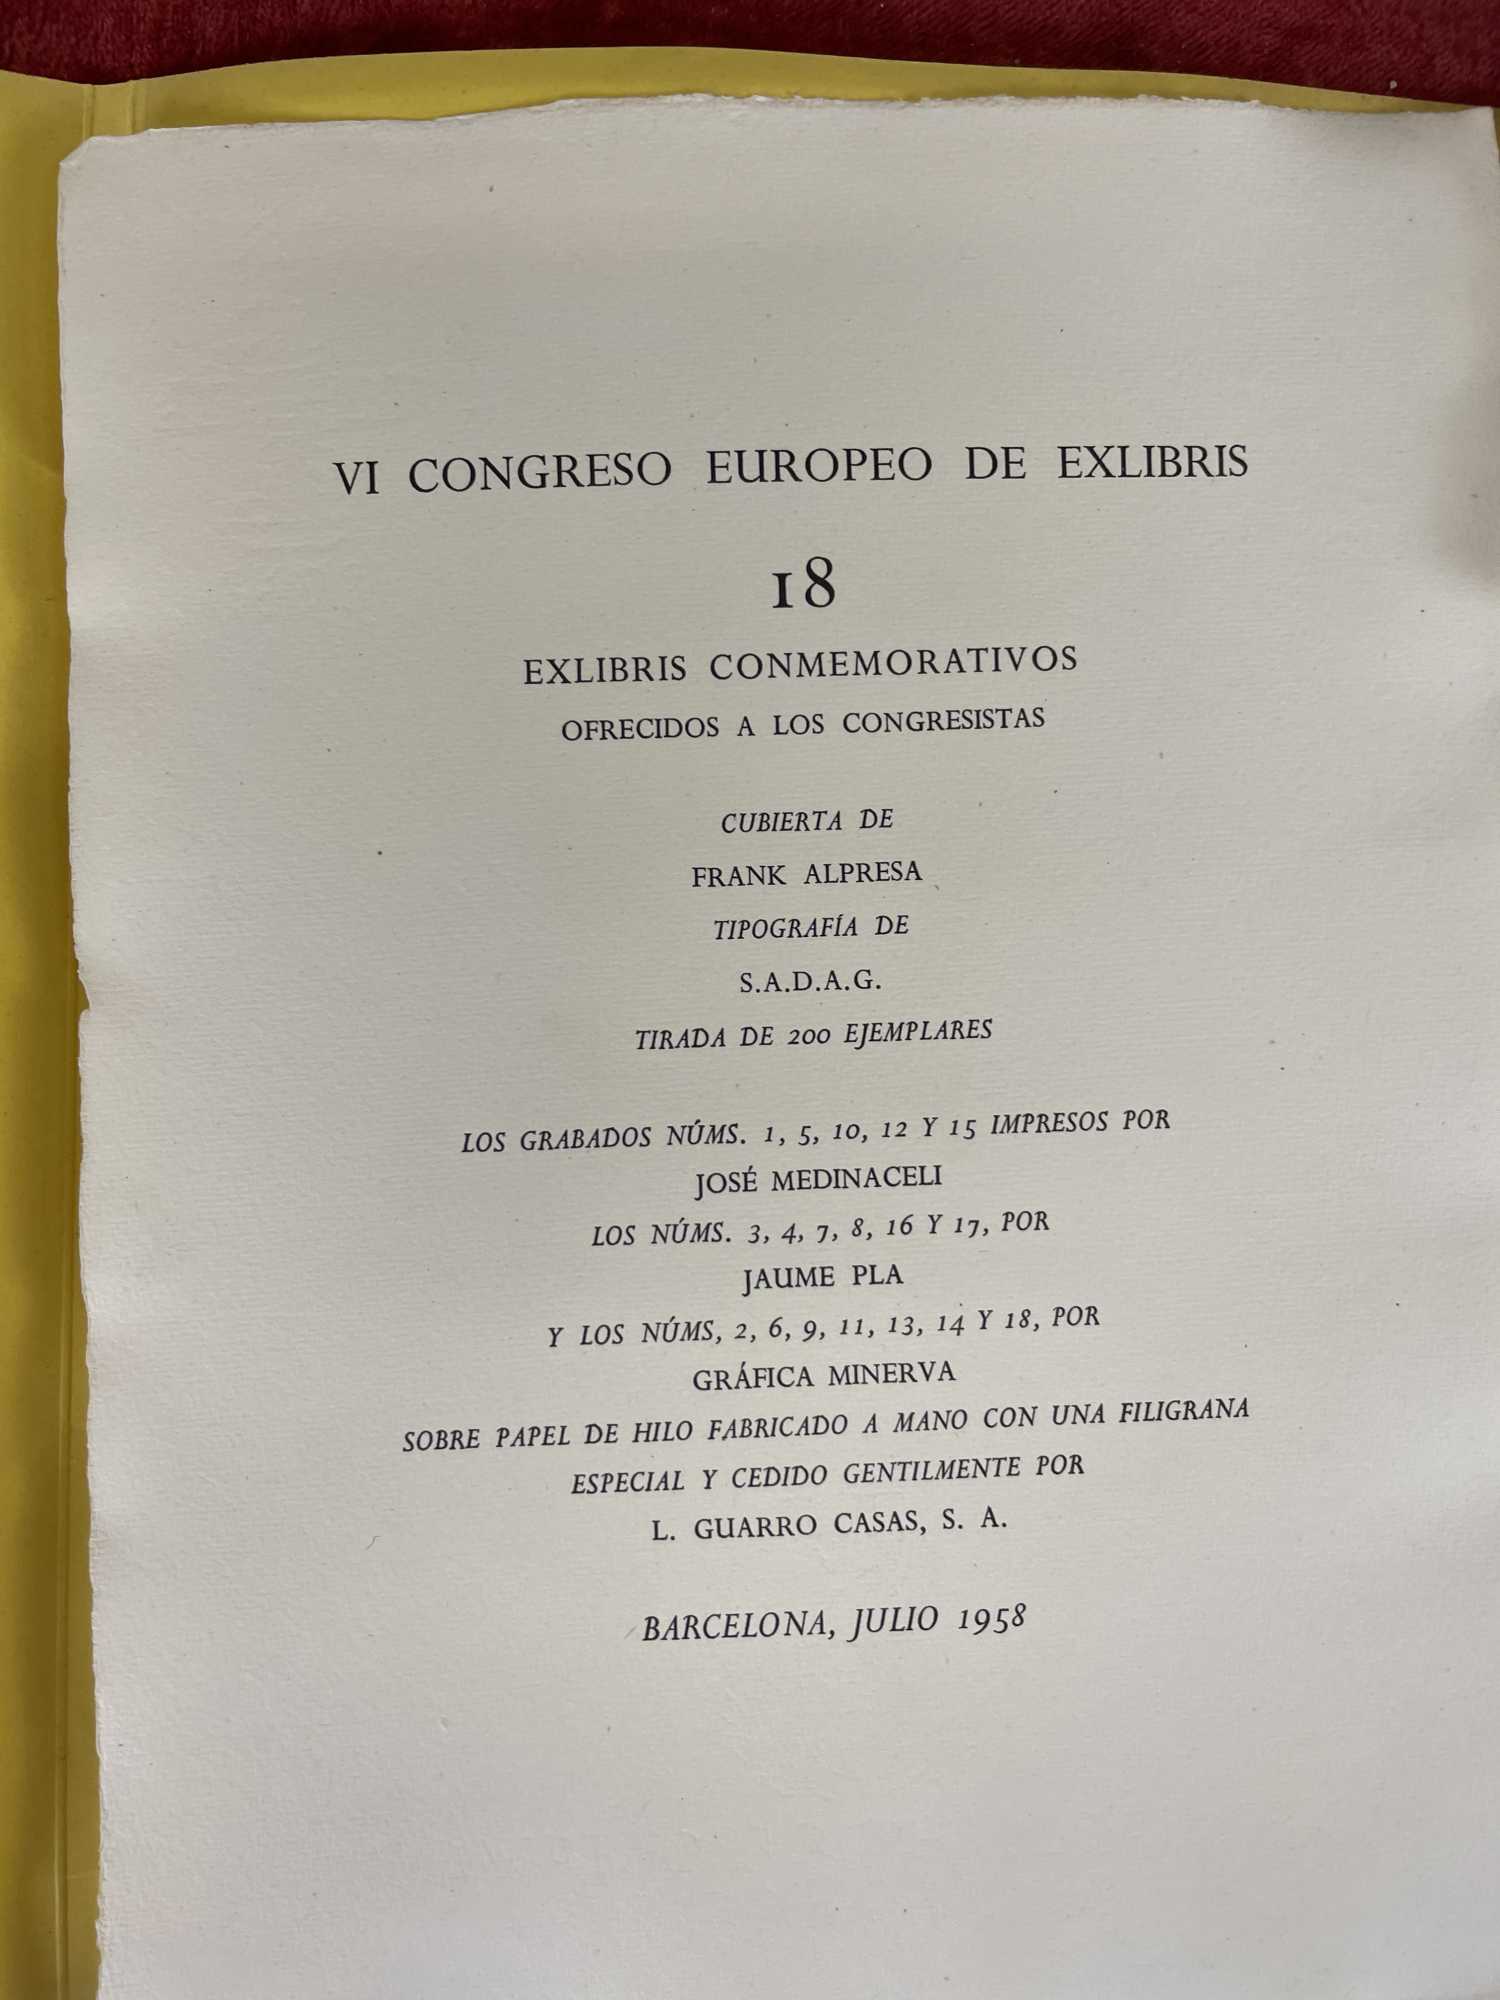 VI CONGRESO EUROPEO DE EXLIBRIS
18
EXLIBRIS CONMEMORATIVOS
OFRECIDOS A LOS CONGRESISTAS
CUBIERTA DE
FRANK ALPRESA
TIPOGRAFÍA DE
S.A.D.A.G.
TIRADA DE 200 EJEMPLARES
LOS GRABADOS NÚMS. 1, 5, 10, 12 Y 15 IMPRESOS POR
JOSÉ MEDINACELI
LOS NÚMS. 3, 4, 7, 8, 16 Y 17, POR
JAUME PLA
Y LOS NÚMS, 2, 6, 9, 11, 13, 14 Y 18, POR
GRÁFICA MINERVA
SOBRE PAPEL DE HILO FABRICADO A MANO CON UNA FILIGRANA
ESPECIAL Y CEDIDO GENTILMENTE POR
L. GUARRO CASAS, S. A.
BARCELONA, JULIO 1958